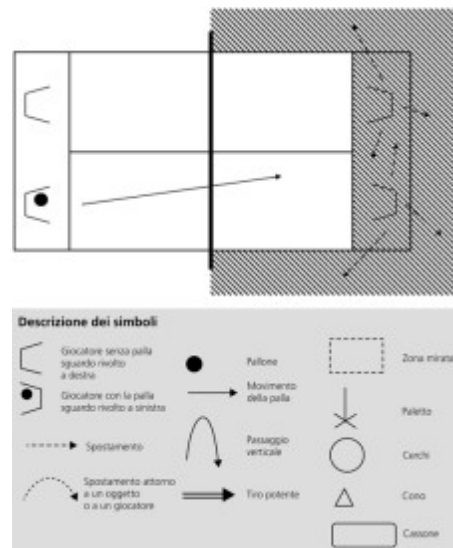 Descrizione dei simboli
Giocatore senza palla
sguardo rivolto
a destra
Giocatore con la palla
sguardo rivolto a sinistra
Spostamento
Spostamento attorno
a un oggetto
o a un giocatore
Pallone
Movimento
della palla
Passaggio
verticale
Tiro potente
Zona mirata
Paletto
Cerchi
Cono
Cassone